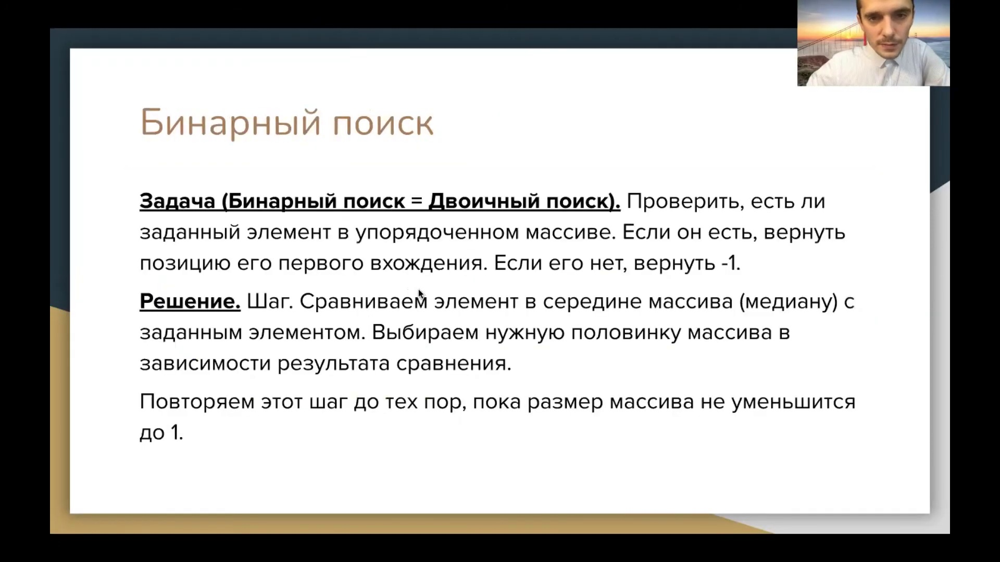 Бинарный поиск
Задача (Бинарный поиск = Двоичный поиск). Проверить, есть ли
заданный элемент в упорядоченном массиве. Если он есть, вернуть
позицию его первого вхождения. Если его нет, вернуть -1.
Решение. Шаг. Сравниваем элемент в середине массива (медиану) с
заданным элементом. Выбираем нужную половинку массива в
зависимости результата сравнения.
Повторяем этот шаг до тех пор, пока размер массива не уменьшится
до 1.